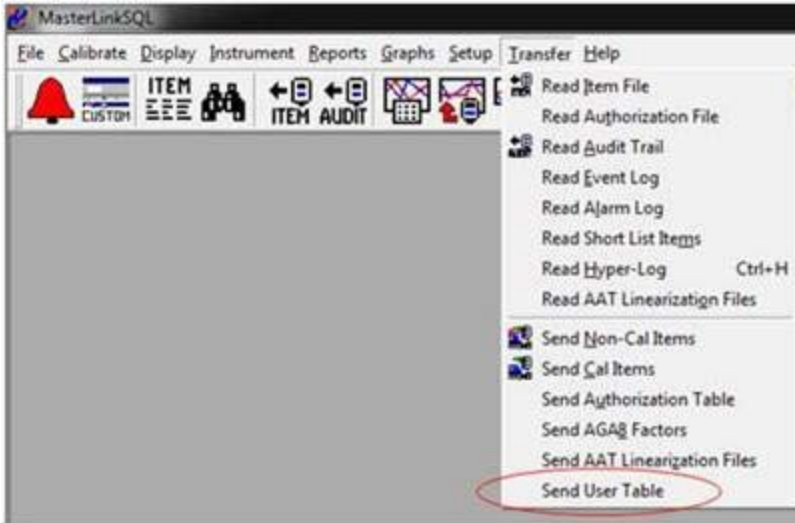 MasterLinkSQL
File Calibrate Display Instrument Reports Graphs Setup Transfer Help
CUSTOM
ITEM
ITEM
AUDIT
Read Item File
Read Authorization File
Read Audit Trail
Read Event Log
Read Alarm Log
Read Short List Items
Read Hyper-Log Ctrl+H
Read AAT Linearization Files
Send Non-Cal Items
Send Cal Items
Send Authorization Table
Send AGA8 Factors
Send AAT Linearization Files
Send User Table